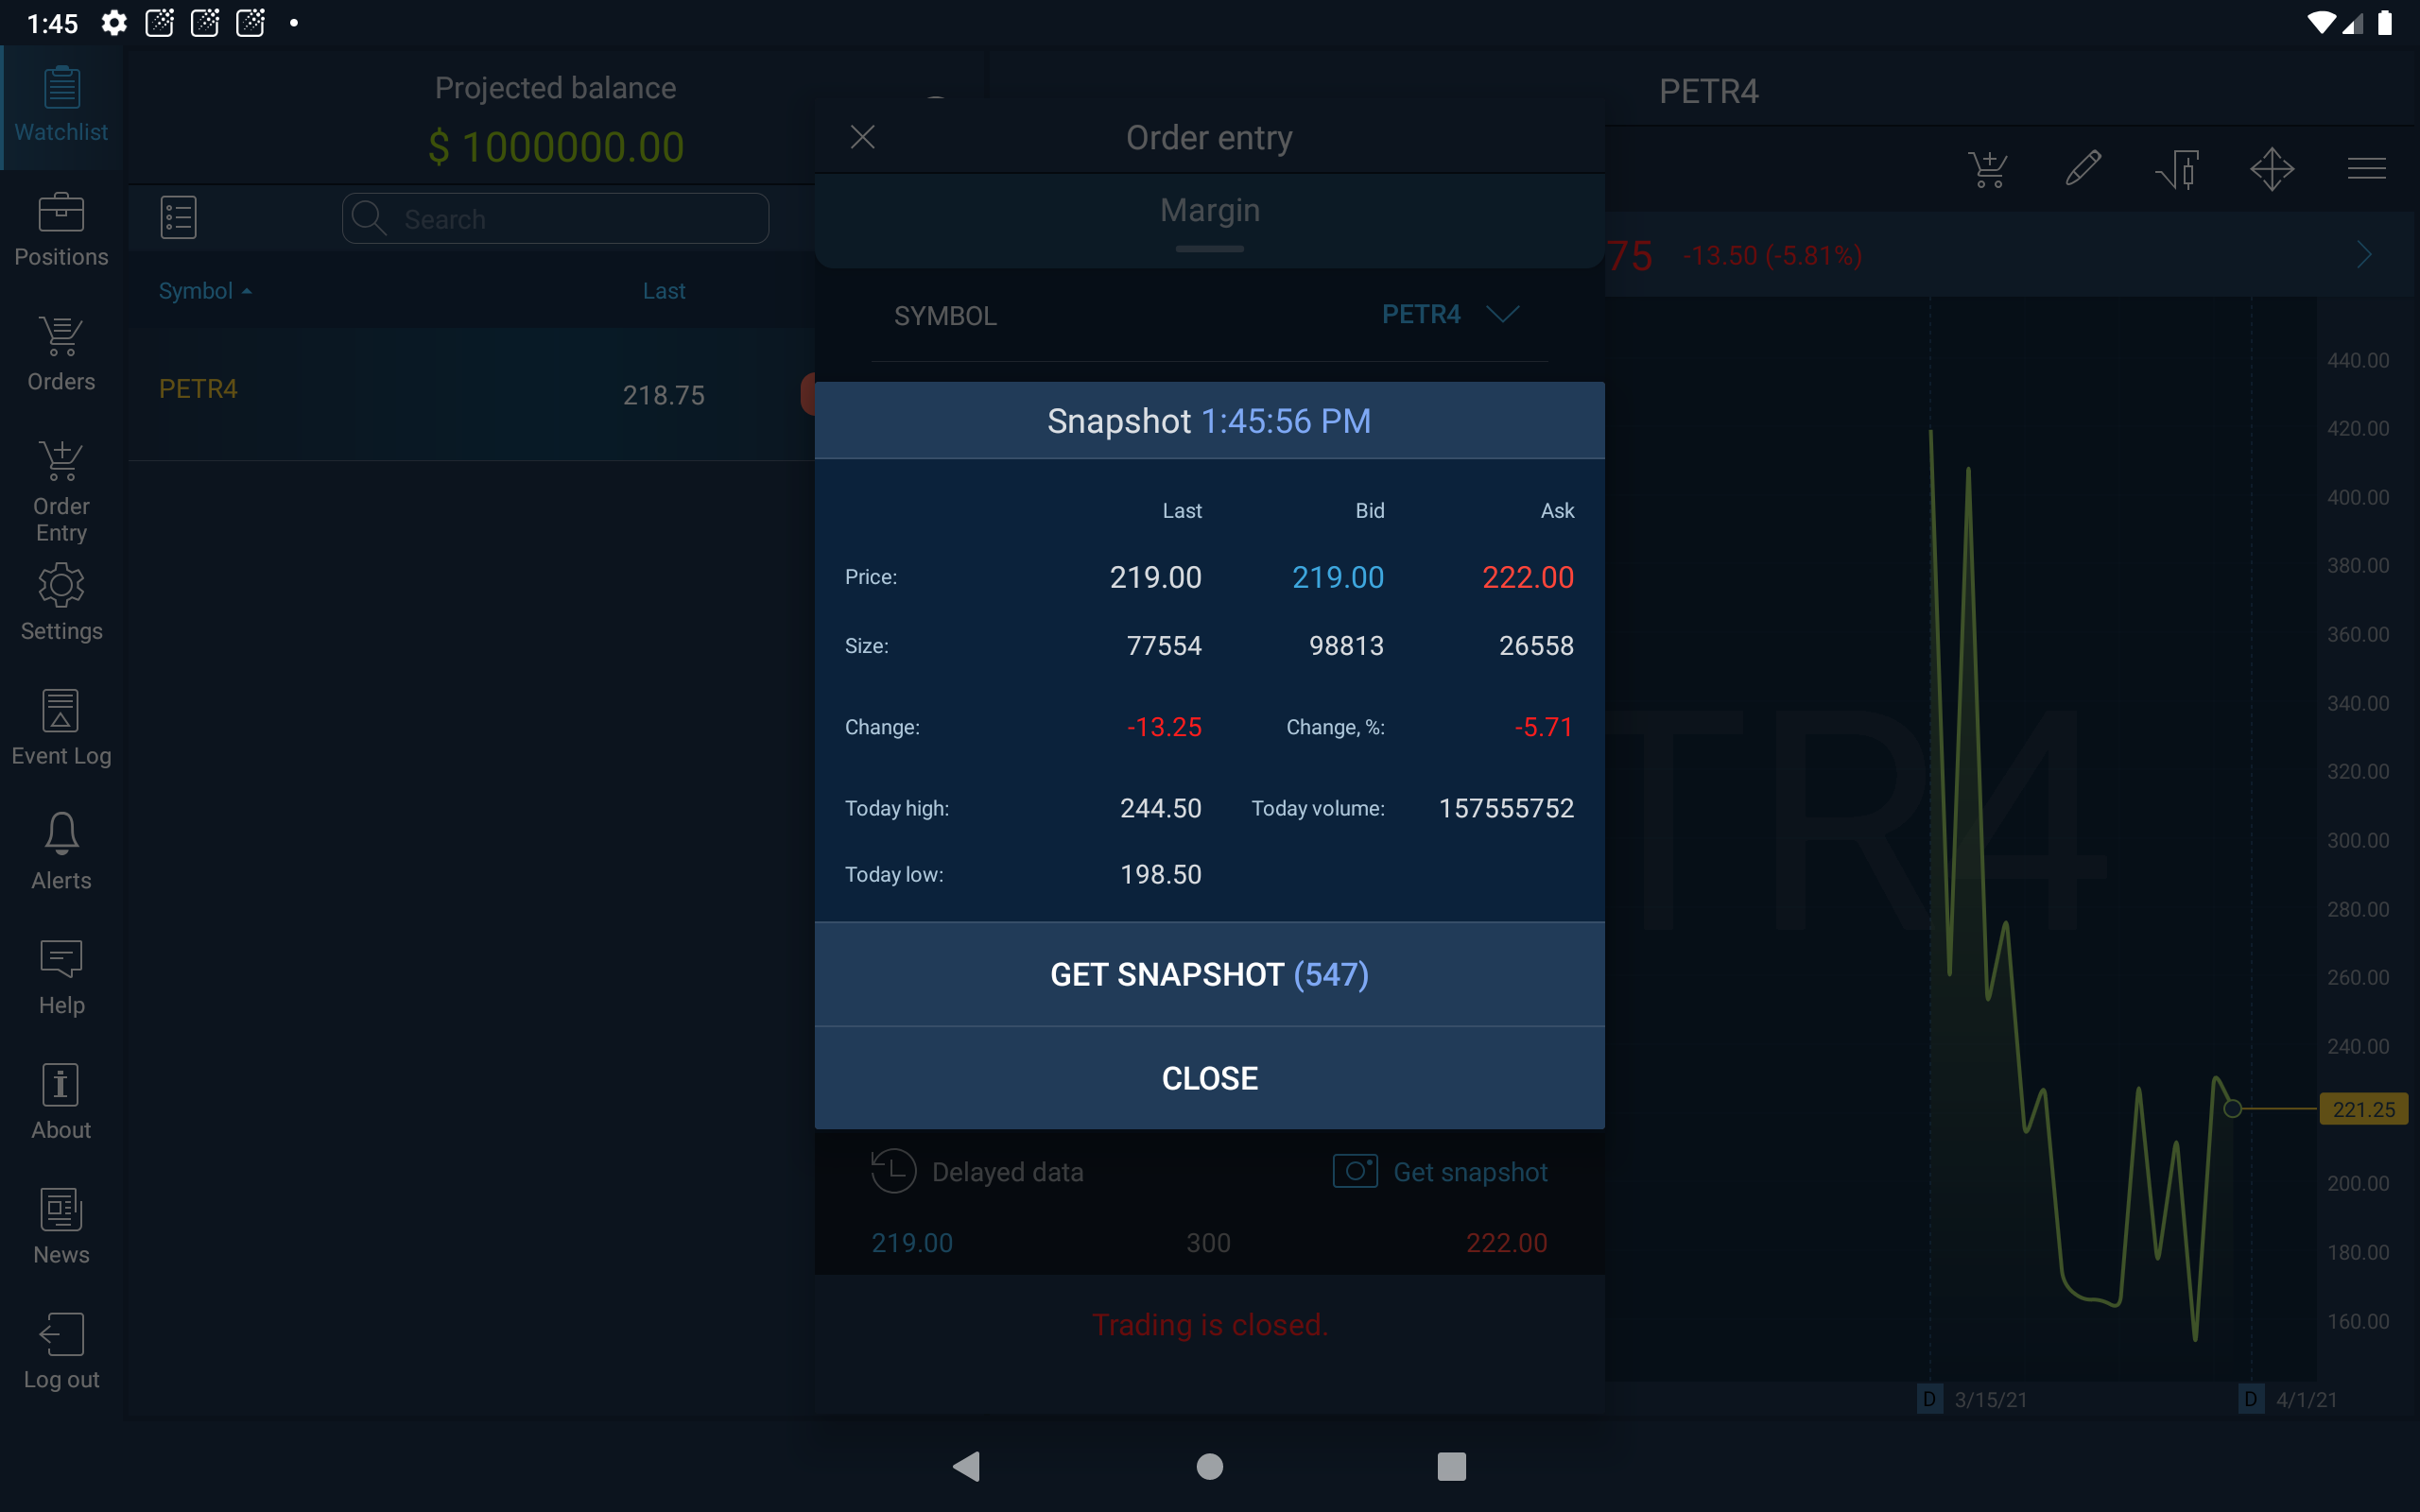 1:45
Watchlist
Positions
Orders
Order
Entry
Settings
Event Log
Alerts
Help
About
News
Log out
Projected balance
$ 1000000.00
Search
Symbol Last
PETR4 218.75
Order entry
Margin
SYMBOL PETR4
Snapshot 1:45:56 PM
Last Bid Ask
Price: 219.00 219.00 222.00
Size: 77554 98813 26558
Change: -13.25 Change, %: -5.71
Today high: 244.50 Today volume: 157555752
Today low: 198.50
GET SNAPSHOT (547)
CLOSE
Delayed data Get snapshot
219.00 300 222.00
Trading is closed.
PETR4
75 -13.50 (-5.81%)
TR4
440.00
420.00
400.00
380.00
360.00
340.00
320.00
300.00
280.00
260.00
240.00
221.25
200.00
180.00
160.00
D 3/15/21 D 4/1/21